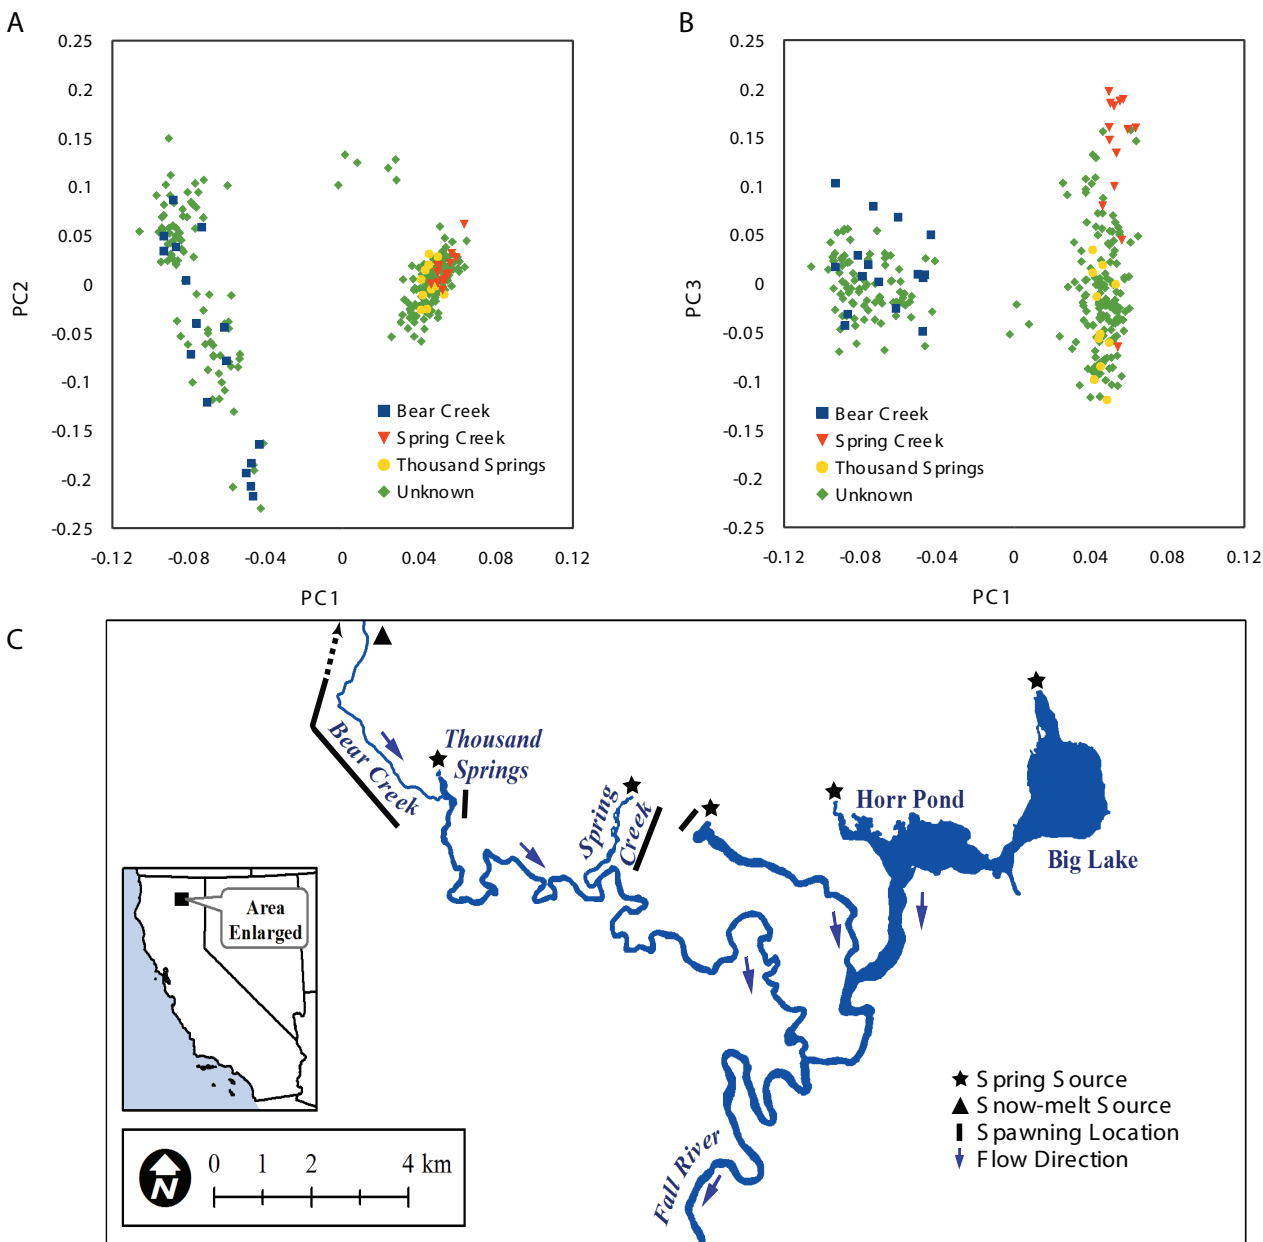 A
0.25
0.2
0.15
0.1
0.05
0
-0.05
-0.1
-0.15
-0.2
-0.25
PC2
-0.12
-0.08
-0.04
0
0.04
0.08
0.12
PC1
Bear Creek
Spring Creek
Thousand Springs
Unknown
B
0.25
0.2
0.15
0.1
0.05
0
-0.05
-0.1
-0.15
-0.2
-0.25
PC3
-0.12
-0.08
-0.04
0
0.04
0.08
0.12
PC1
Bear Creek
Spring Creek
Thousand Springs
Unknown
C
Bear Creek
Thousand
Springs
Spring
Creek
Horr Pond
Big Lake
Area
Enlarged
Fall River
N
0 1 2 4 km
Spring Source
Snow-melt Source
Spawning Location
Flow Direction